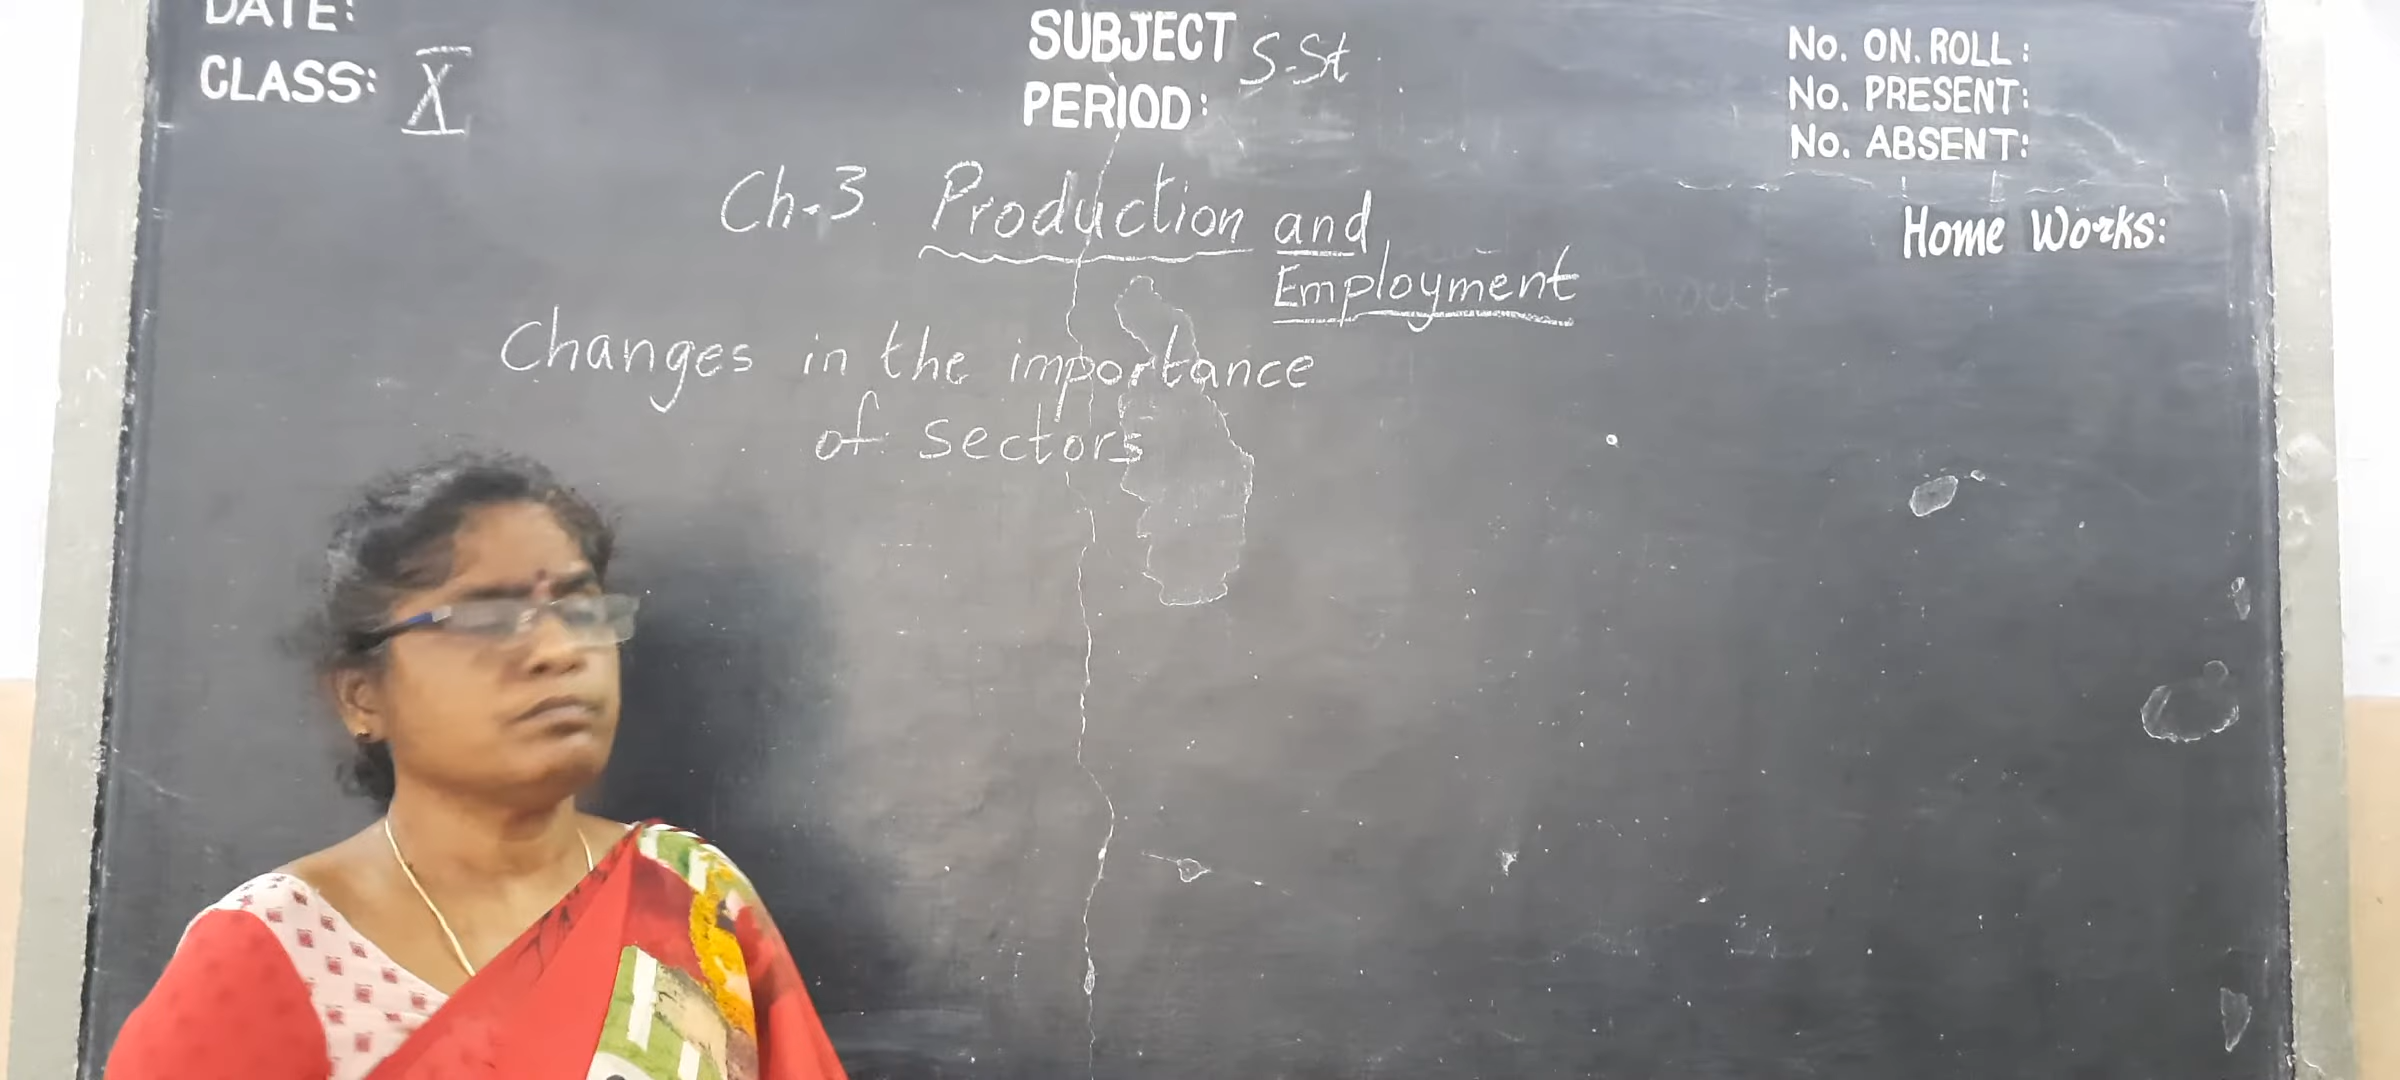 DATE:
CLASS: X
SUBJECT S.St
PERIOD:
No. ON. ROLL:
No. PRESENT:
No. ABSENT:
Home Works:
Ch-3 Production and
Employment
Changes in the importance
of sectors